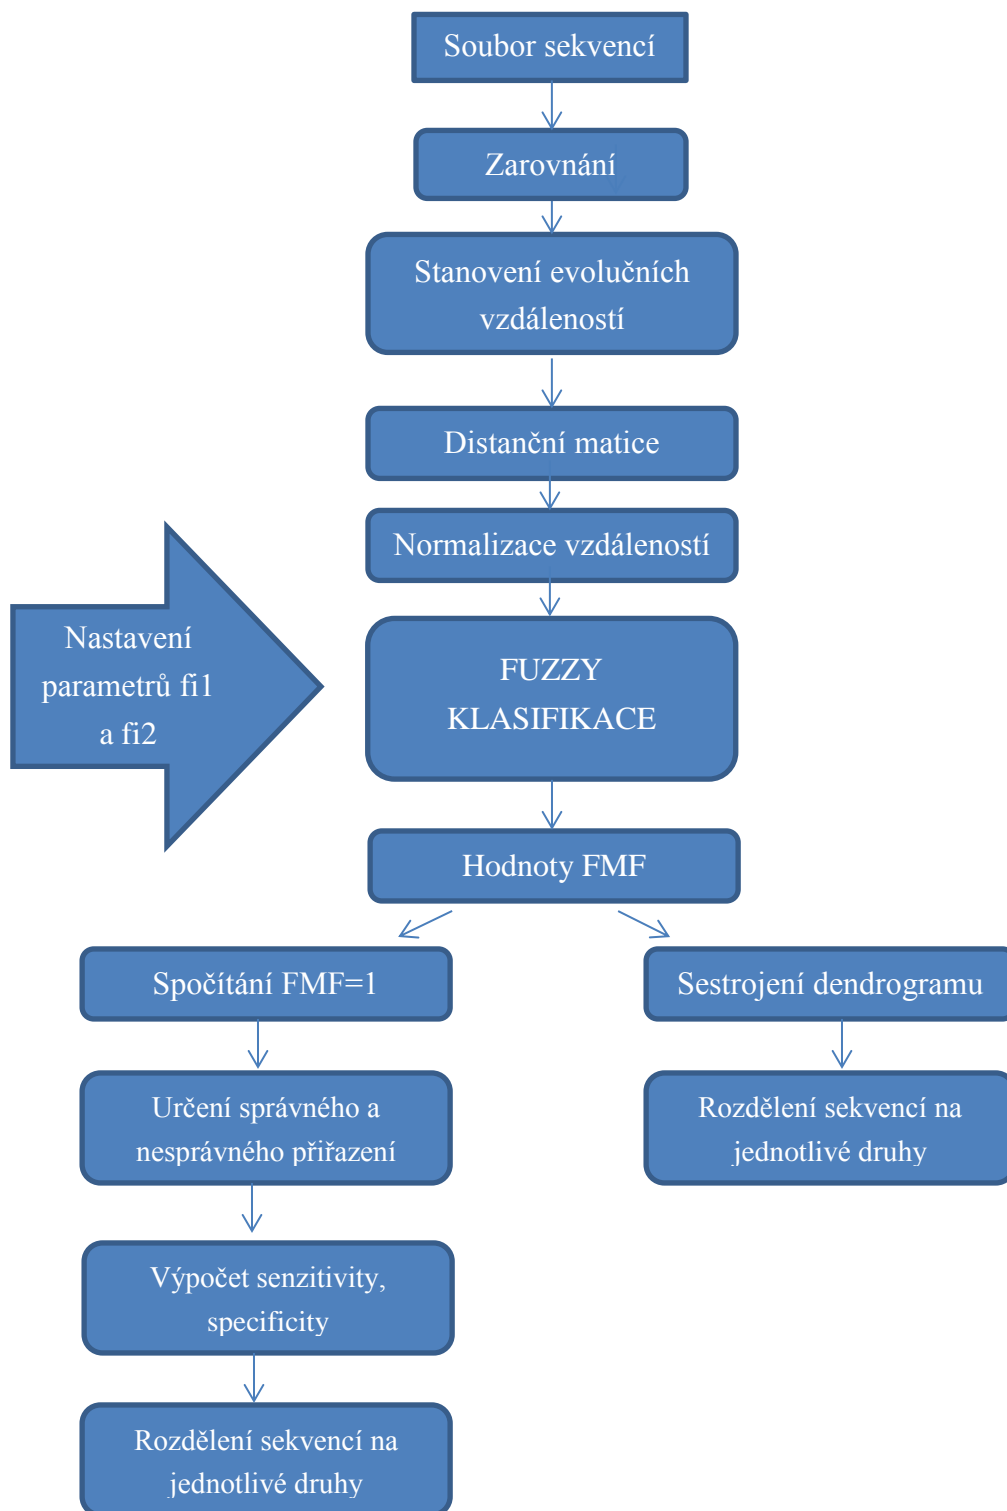 Soubor sekvencí
Zarovnání
Stanovení evolučních
vzdáleností
Distanční matice
Normalizace vzdáleností
Nastavení
parametrů fi1
a fi2
FUZZY
KLASIFIKACE
Hodnoty FMF
Spočítání FMF=1
Určení správného a
nesprávného přiřazení
Výpočet senzitivity,
specificity
Rozdělení sekvencí na
jednotlivé druhy
Sestrojení dendrogramu
Rozdělení sekvencí na
jednotlivé druhy